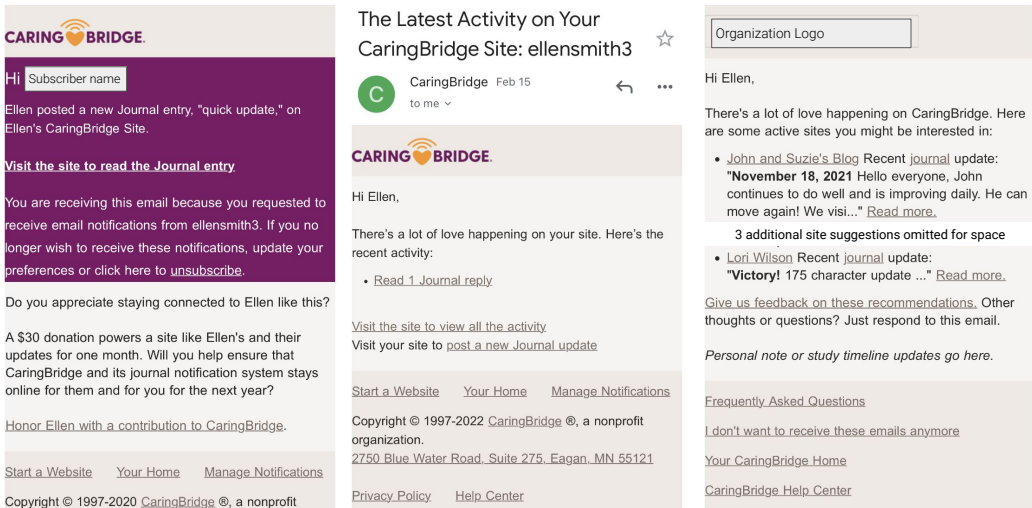 CARING BRIDGE.
Hi Subscriber name
Ellen posted a new Journal entry, "quick update," on
Ellen's CaringBridge Site.
Visit the site to read the Journal entry
You are receiving this email because you requested to
receive email notifications from ellensmith3. If you no
longer wish to receive these notifications, update your
preferences or click here to unsubscribe.
Do you appreciate staying connected to Ellen like this?
A $30 donation powers a site like Ellen's and their
updates for one month. Will you help ensure that
CaringBridge and its journal notification system stays
online for them and for you for the next year?
Honor Ellen with a contribution to CaringBridge.
Start a Website Your Home Manage Notifications
Copyright © 1997-2020 CaringBridge ®, a nonprofit
The Latest Activity on Your
CaringBridge Site: ellensmith3
C
CaringBridge Feb 15
to me
CARING BRIDGE.
Hi Ellen,
There's a lot of love happening on your site. Here's the
recent activity:
• Read 1 Journal reply
Visit the site to view all the activity
Visit your site to post a new Journal update
Start a Website Your Home Manage Notifications
Copyright © 1997-2022 CaringBridge ®, a nonprofit
organization.
2750 Blue Water Road, Suite 275, Eagan, MN 55121
Privacy Policy Help Center
Organization Logo
Hi Ellen,
There's a lot of love happening on CaringBridge. Here
are some active sites you might be interested in:
• John and Suzie's Blog Recent journal update:
"November 18, 2021 Hello everyone, John
continues to do well and is improving daily. He can
move again! We visi..." Read more.
3 additional site suggestions omitted for space
• Lori Wilson Recent journal update:
"Victory! 175 character update ..." Read more.
Give us feedback on these recommendations. Other
thoughts or questions? Just respond to this email.
Personal note or study timeline updates go here.
Frequently Asked Questions
I don't want to receive these emails anymore
Your CaringBridge Home
CaringBridge Help Center